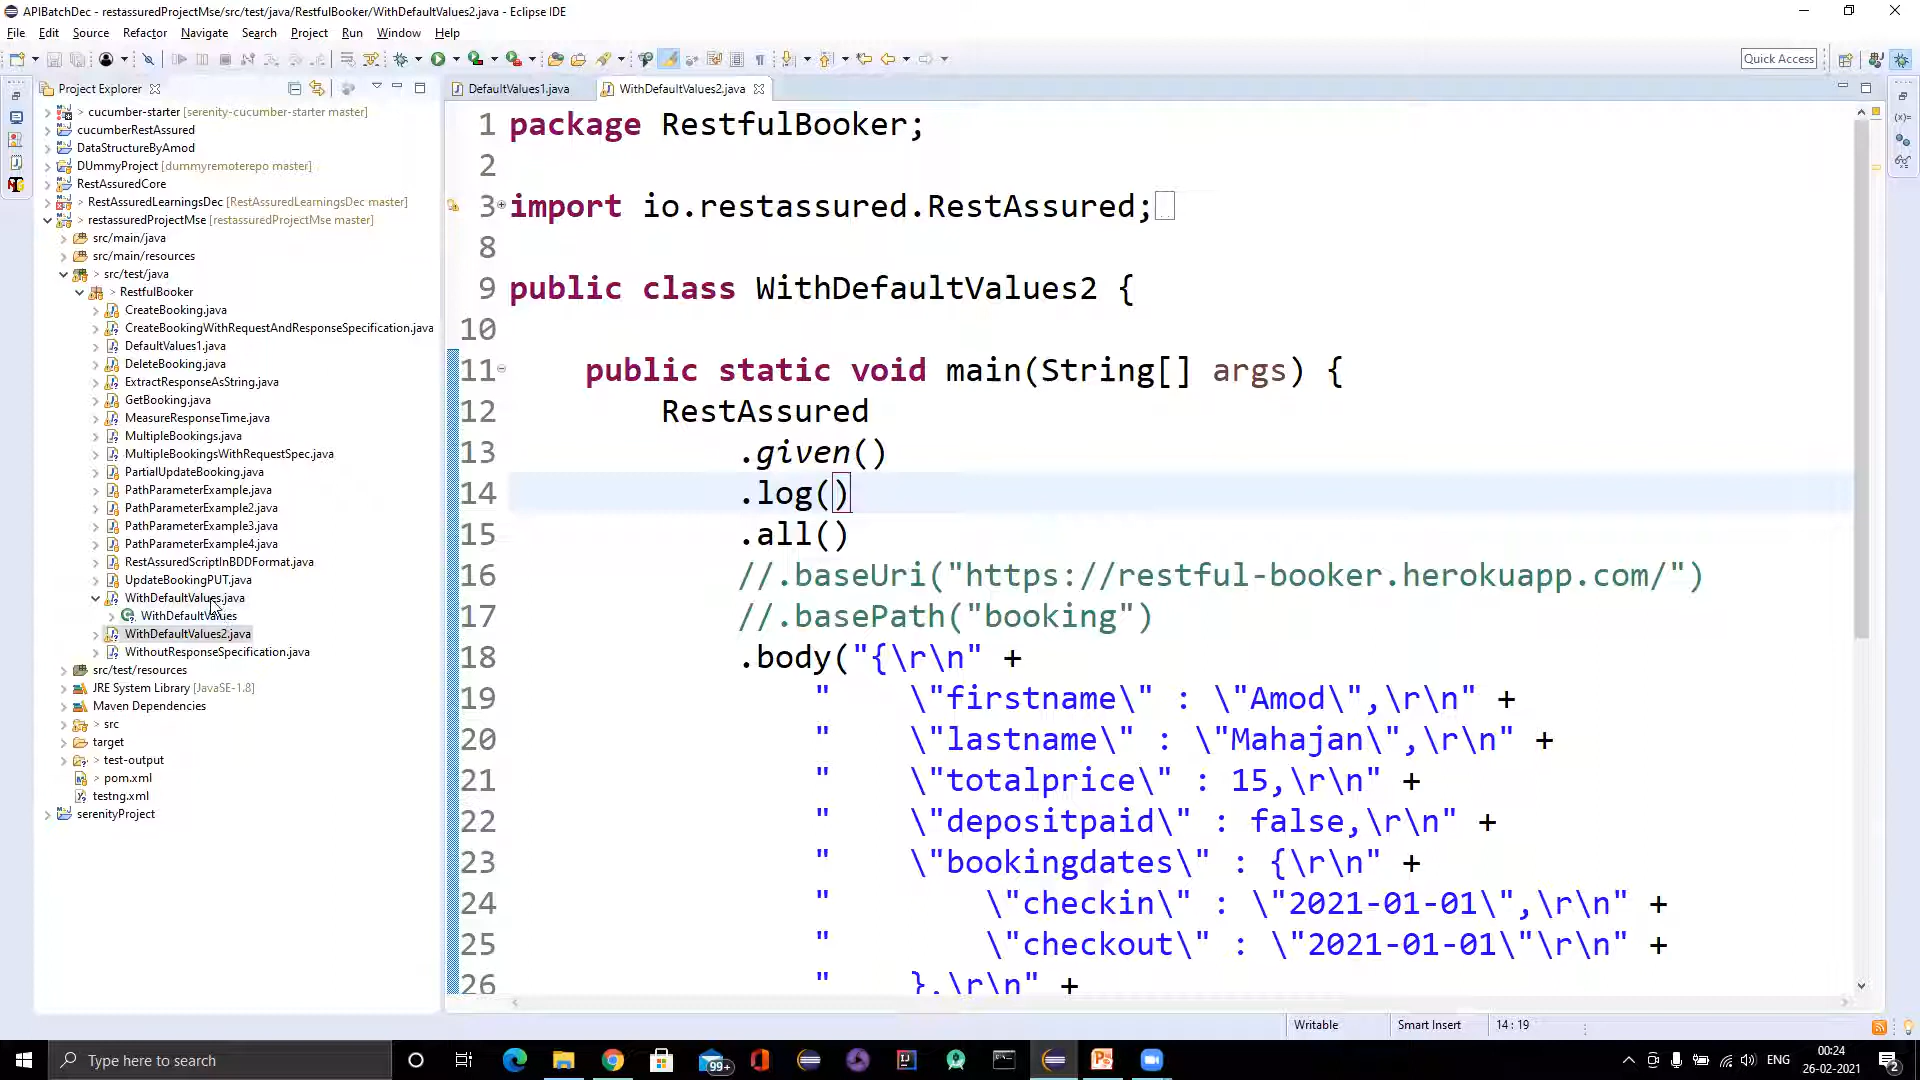 APIBatchDec - restassuredProjectMse/src/test/java/RestfulBooker/WithDefaultValues2.java - Eclipse IDE
File Edit Source Refactor Navigate Search Project Run Window Help
Quick Access
Project Explorer
DefaultValues1.java
WithDefaultValues2.java
> cucumber-starter [serenity-cucumber-starter master]
cucumberRestAssured
DataStructureByAmod
DUmmyProject [dummyremoterepo master]
RestAssuredCore
> RestAssuredLearningsDec [RestAssuredLearningsDec master]
> restassuredProjectMse [restassuredProjectMse master]
src/main/java
src/main/resources
> src/test/java
> RestfulBooker
CreateBooking.java
CreateBookingWithRequestAndResponseSpecification.java
DefaultValues1.java
DeleteBooking.java
ExtractResponseAsString.java
GetBooking.java
MeasureResponseTime.java
MultipleBookings.java
MultipleBookingsWithRequestSpec.java
PartialUpdateBooking.java
PathParameterExample.java
PathParameterExample2.java
PathParameterExample3.java
PathParameterExample4.java
RestAssuredScriptInBDDFormat.java
UpdateBookingPUT.java
WithDefaultValues.java
WithDefaultValues
WithDefaultValues2.java
WithoutResponseSpecification.java
src/test/resources
JRE System Library [JavaSE-1.8]
Maven Dependencies
> src
target
> test-output
> pom.xml
testng.xml
serenityProject
1 package RestfulBooker;
2
3 import io.restassured.RestAssured;
8
9 public class WithDefaultValues2 {
10
11 public static void main(String[] args) {
12 RestAssured
13 .given()
14 .log()
15 .all()
16 //.baseUri("https://restful-booker.herokuapp.com/")
17 //.basePath("booking")
18 .body("{\r\n" +
19 " \"firstname\" : \"Amod\",\r\n" +
20 " \"lastname\" : \"Mahajan\",\r\n" +
21 " \"totalprice\" : 15,\r\n" +
22 " \"depositpaid\" : false,\r\n" +
23 " \"bookingdates\" : {\r\n" +
24 " \"checkin\" : \"2021-01-01\",\r\n" +
25 " \"checkout\" : \"2021-01-01\"\r\n" +
26 " },\r\n" +
Writable Smart Insert 14 : 19
Type here to search
99+
ENG
00:24
26-02-2021
2